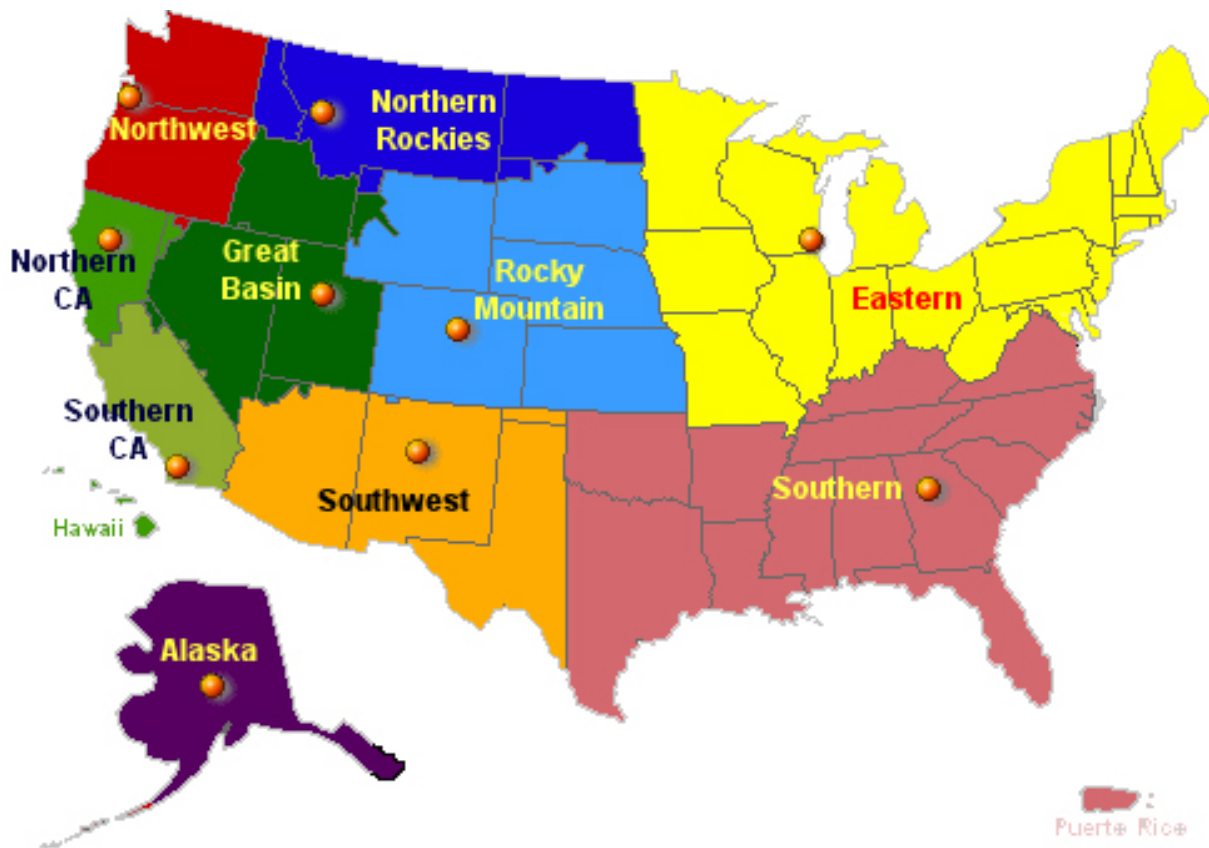 Northern
Rockies
Northwest
Great
Basin
Northern
CA
Rocky
Mountain
Eastern
Southern
CA
Southwest
Southern
Hawaii
Alaska
Puerto Rico